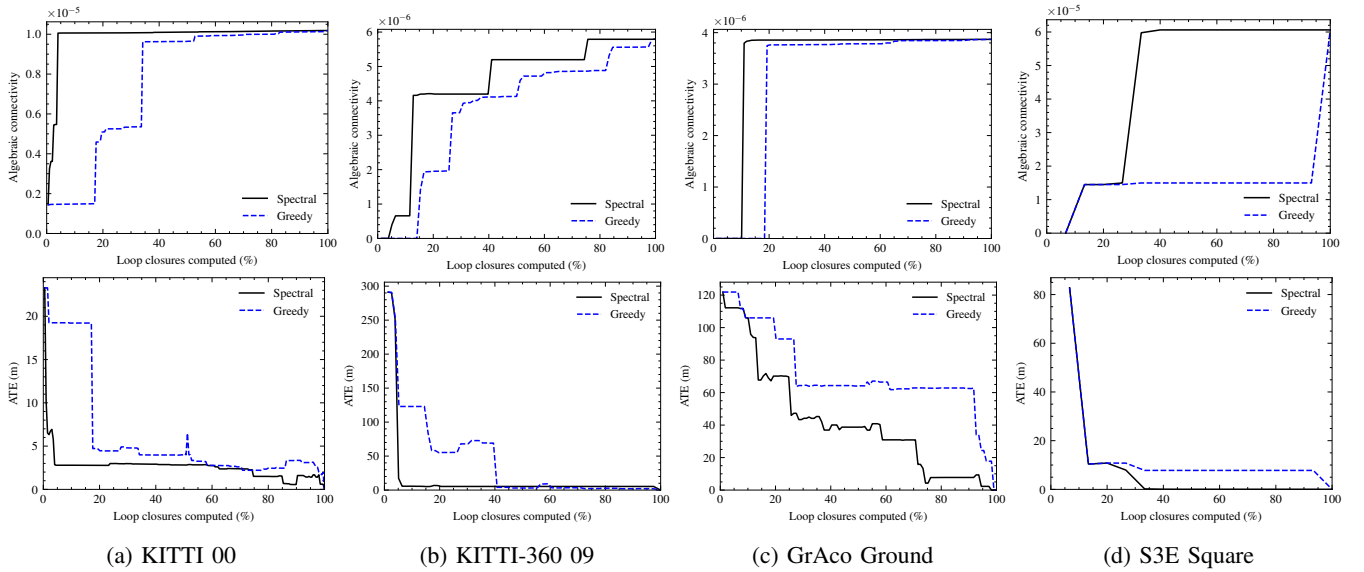 ×10⁻⁵
1.0
0.8
0.6
0.4
0.2
0.0
Algebraic connectivity
Spectral
Greedy
0 20 40 60 80 100
Loop closures computed (%)
×10⁻⁶
6
5
4
3
2
1
0
Algebraic connectivity
Spectral
Greedy
0 20 40 60 80 100
Loop closures computed (%)
×10⁻⁶
4
3
2
1
0
Algebraic connectivity
Spectral
Greedy
0 20 40 60 80 100
Loop closures computed (%)
×10⁻⁵
6
5
4
3
2
1
0
Algebraic connectivity
Spectral
Greedy
0 20 40 60 80 100
Loop closures computed (%)
20
15
10
5
0
ATE (m)
Spectral
Greedy
0 20 40 60 80 100
Loop closures computed (%)
300
250
200
150
100
50
0
ATE (m)
Spectral
Greedy
0 20 40 60 80 100
Loop closures computed (%)
120
100
80
60
40
20
0
ATE (m)
Spectral
Greedy
0 20 40 60 80 100
Loop closures computed (%)
80
60
40
20
0
ATE (m)
Spectral
Greedy
0 20 40 60 80 100
Loop closures computed (%)
(a) KITTI 00
(b) KITTI-360 09
(c) GrAco Ground
(d) S3E Square